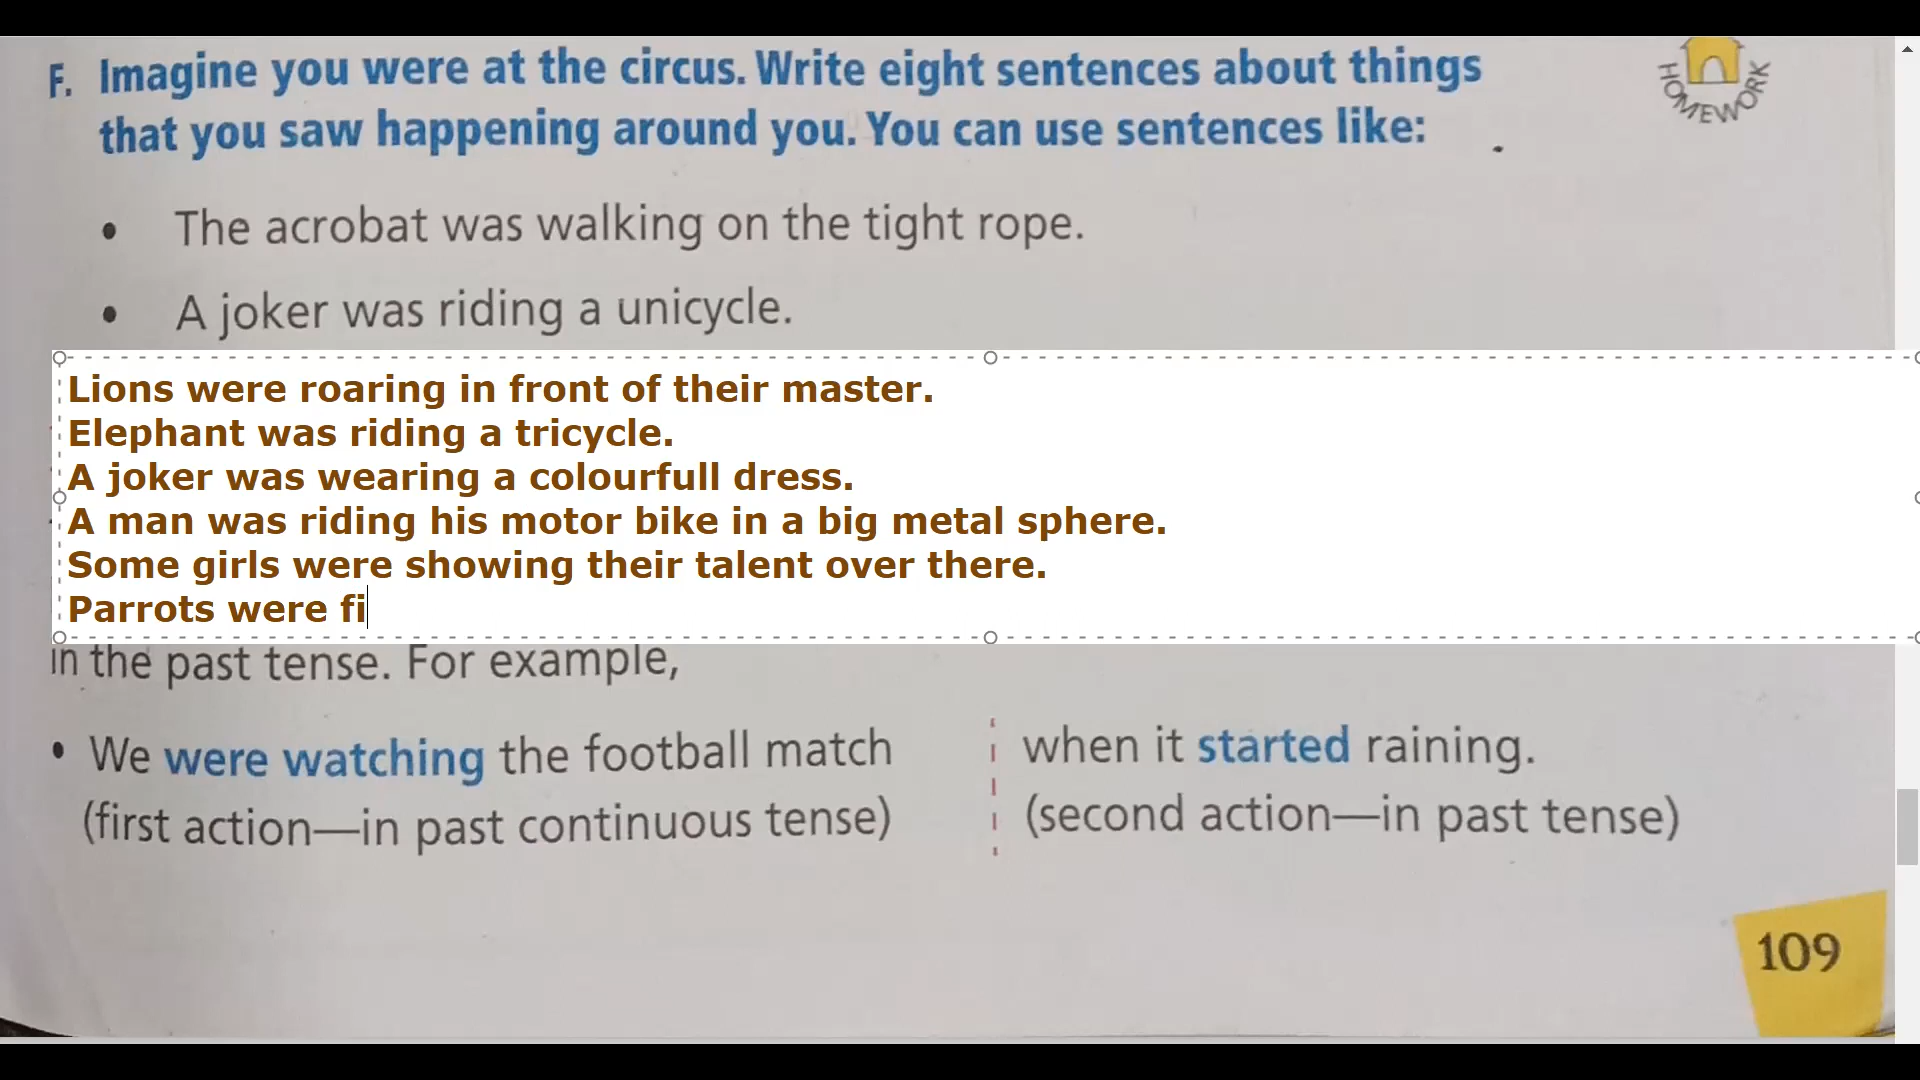 F. Imagine you were at the circus. Write eight sentences about things
that you saw happening around you. You can use sentences like:
HOMEWORK
• The acrobat was walking on the tight rope.
• A joker was riding a unicycle.
Lions were roaring in front of their master.
Elephant was riding a tricycle.
A joker was wearing a colourfull dress.
A man was riding his motor bike in a big metal sphere.
Some girls were showing their talent over there.
Parrots were fi
in the past tense. For example,
• We were watching the football match
(first action—in past continuous tense)
when it started raining.
(second action—in past tense)
109